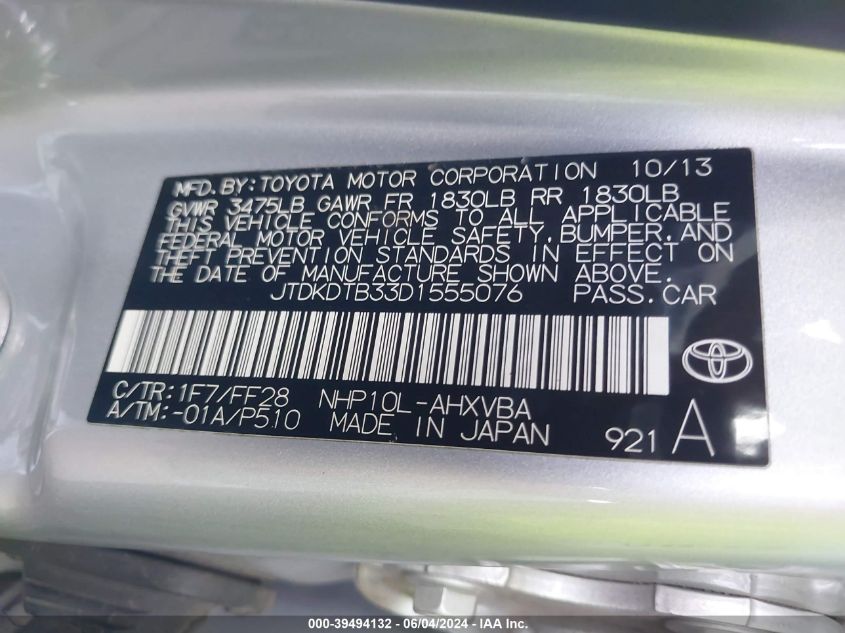 MFD. BY: TOYOTA MOTOR CORPORATION 10/13
GVWR 3475LB GAWR FR 1830LB RR 1830LB
THIS VEHICLE CONFORMS TO ALL APPLICABLE
FEDERAL MOTOR VEHICLE SAFETY, BUMPER, AND
THEFT PREVENTION STANDARDS IN EFFECT ON
THE DATE OF MANUFACTURE SHOWN ABOVE.
JTDKDTB33D1555076 PASS. CAR
C/TR: 1F7/FF28 NHP10L-AHXVBA
A/TM: -01A/P510 MADE IN JAPAN 921 A
000-39494132 - 06/04/2024 - IAA Inc.